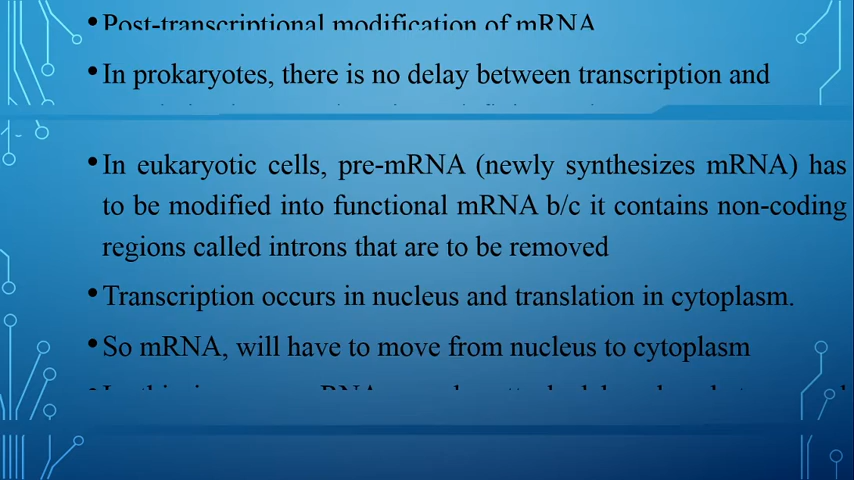 •Post-transcriptional modification of mRNA
•In prokaryotes, there is no delay between transcription and
•In eukaryotic cells, pre-mRNA (newly synthesizes mRNA) has
to be modified into functional mRNA b/c it contains non-coding
regions called introns that are to be removed
•Transcription occurs in nucleus and translation in cytoplasm.
•So mRNA, will have to move from nucleus to cytoplasm